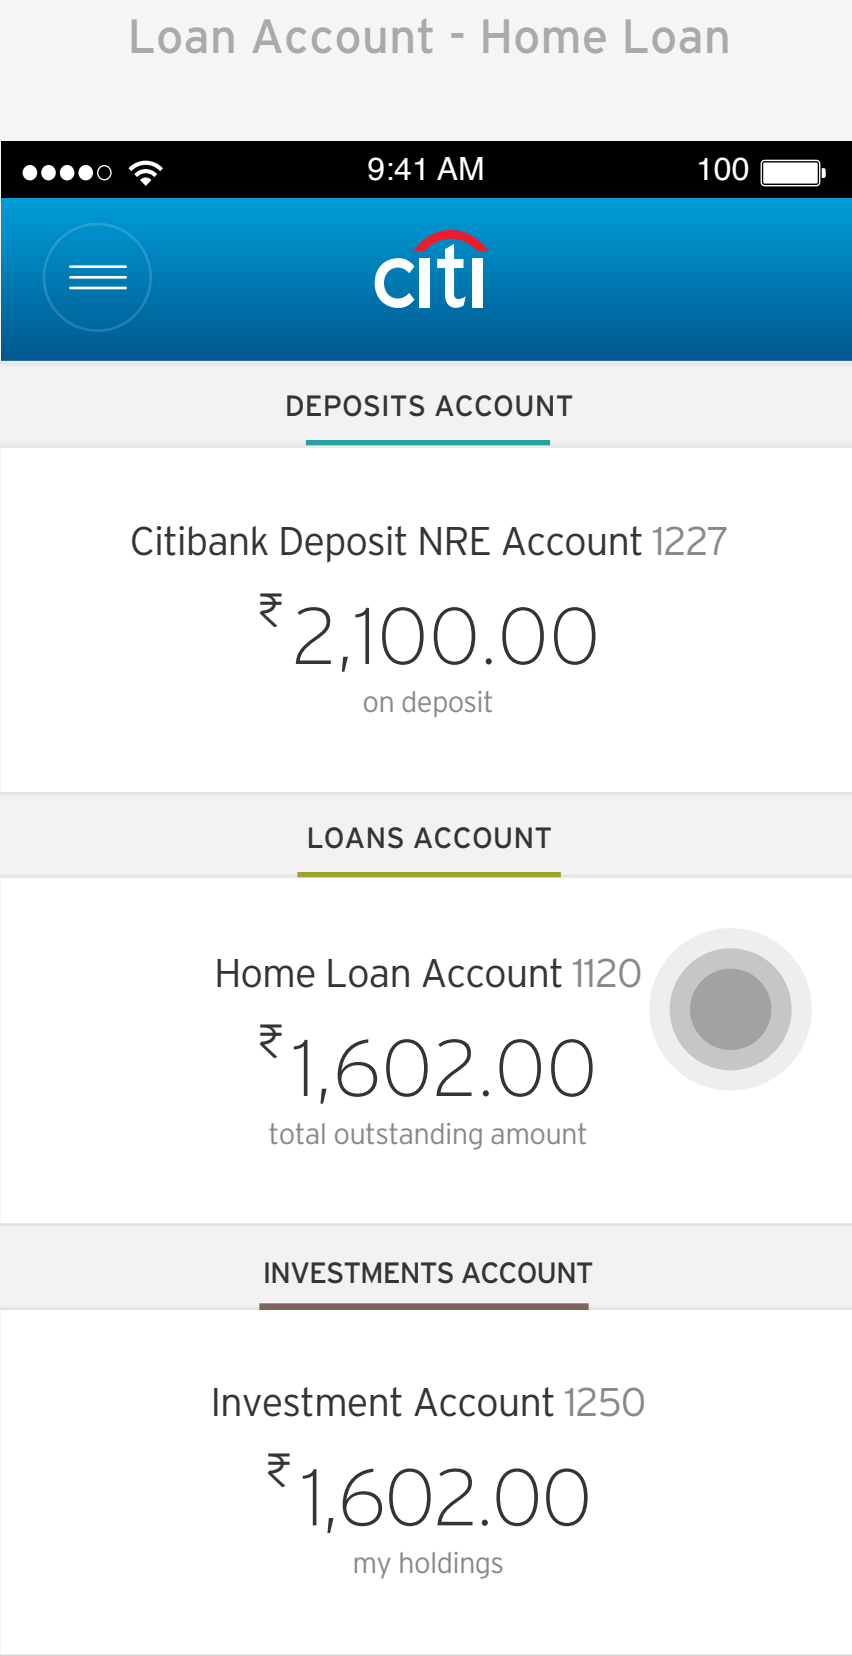 Loan Account - Home Loan
9:41 AM 100
citi
DEPOSITS ACCOUNT
Citibank Deposit NRE Account 1227
₹ 2,100.00
on deposit
LOANS ACCOUNT
Home Loan Account 1120
₹ 1,602.00
total outstanding amount
INVESTMENTS ACCOUNT
Investment Account 1250
₹ 1,602.00
my holdings